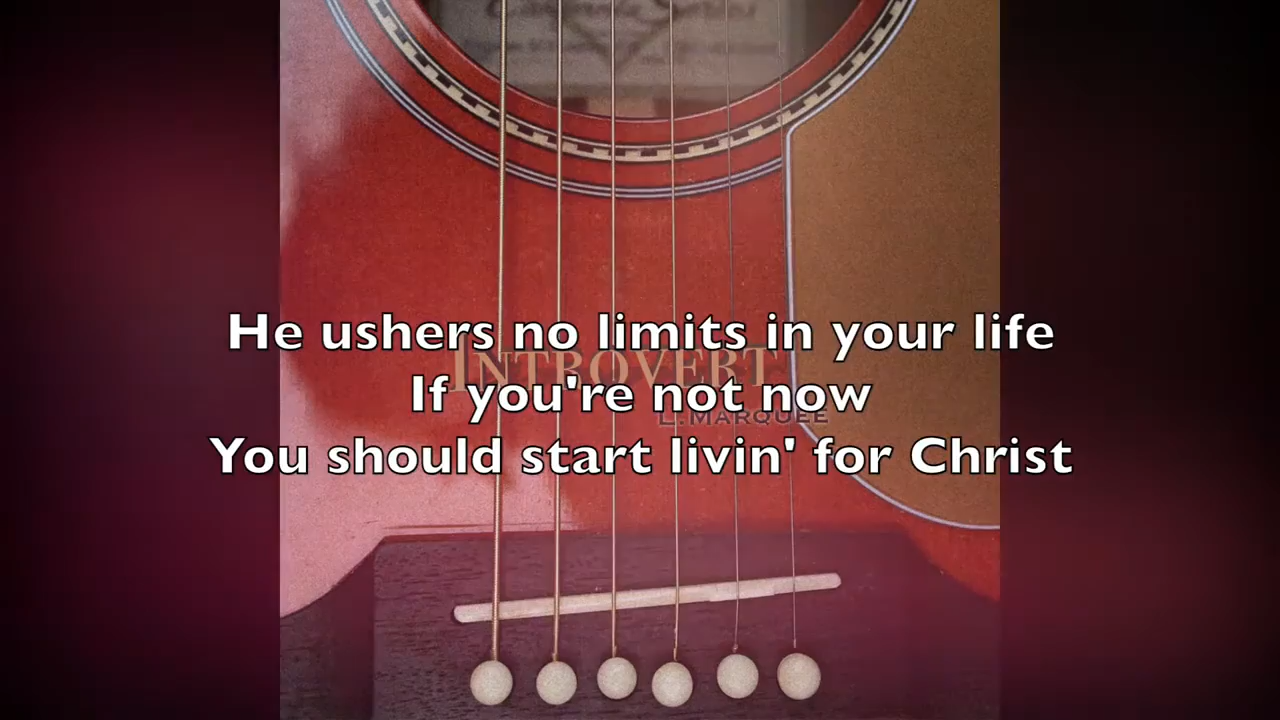 He ushers no limits in your life
INTROVERT
If you're not now
L.MARQUEE
You should start livin' for Christ